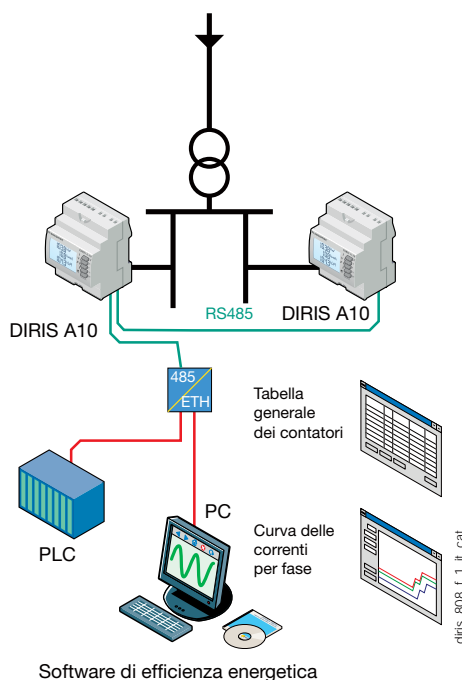 RS485
DIRIS A10
DIRIS A10
485
ETH
Tabella
generale
dei contatori
PC
PLC
Curva delle
correnti
per fase
diris_808_f_1_it_cat
Software di efficienza energetica